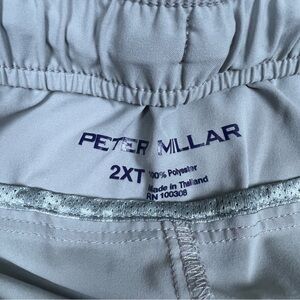 PETER MILLAR
2XT 100% Polyester
Made in Thailand
RN 100308